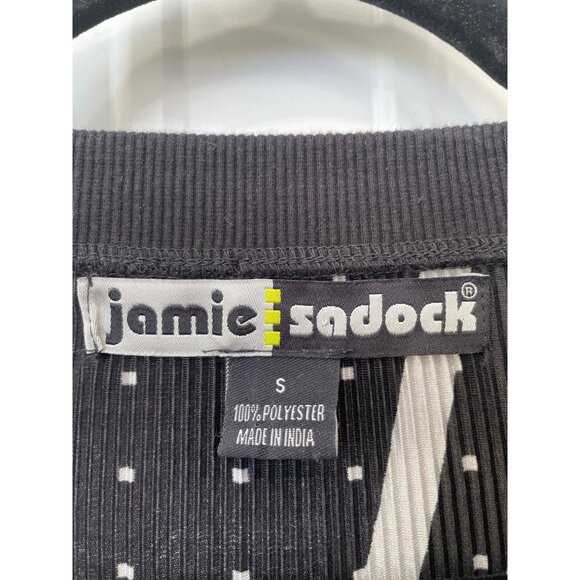 jamie sadock®
S
100% POLYESTER
MADE IN INDIA